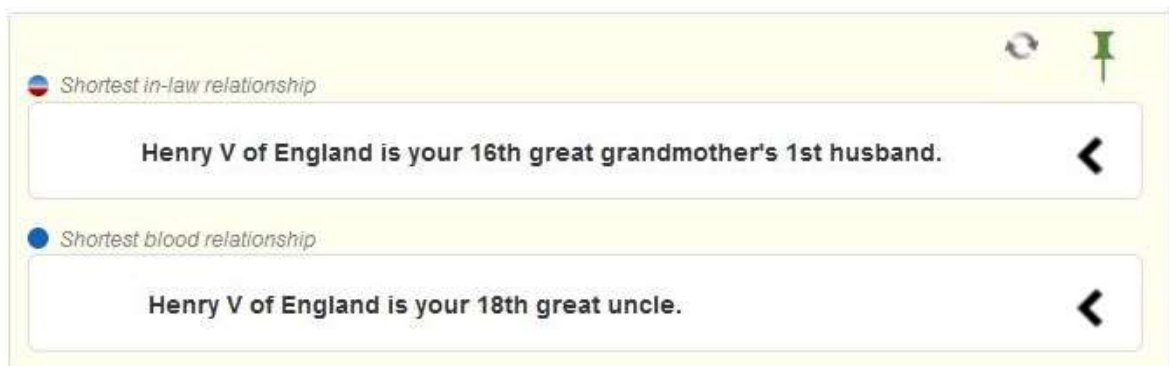 Shortest in-law relationship
Henry V of England is your 16th great grandmother's 1st husband.
Shortest blood relationship
Henry V of England is your 18th great uncle.